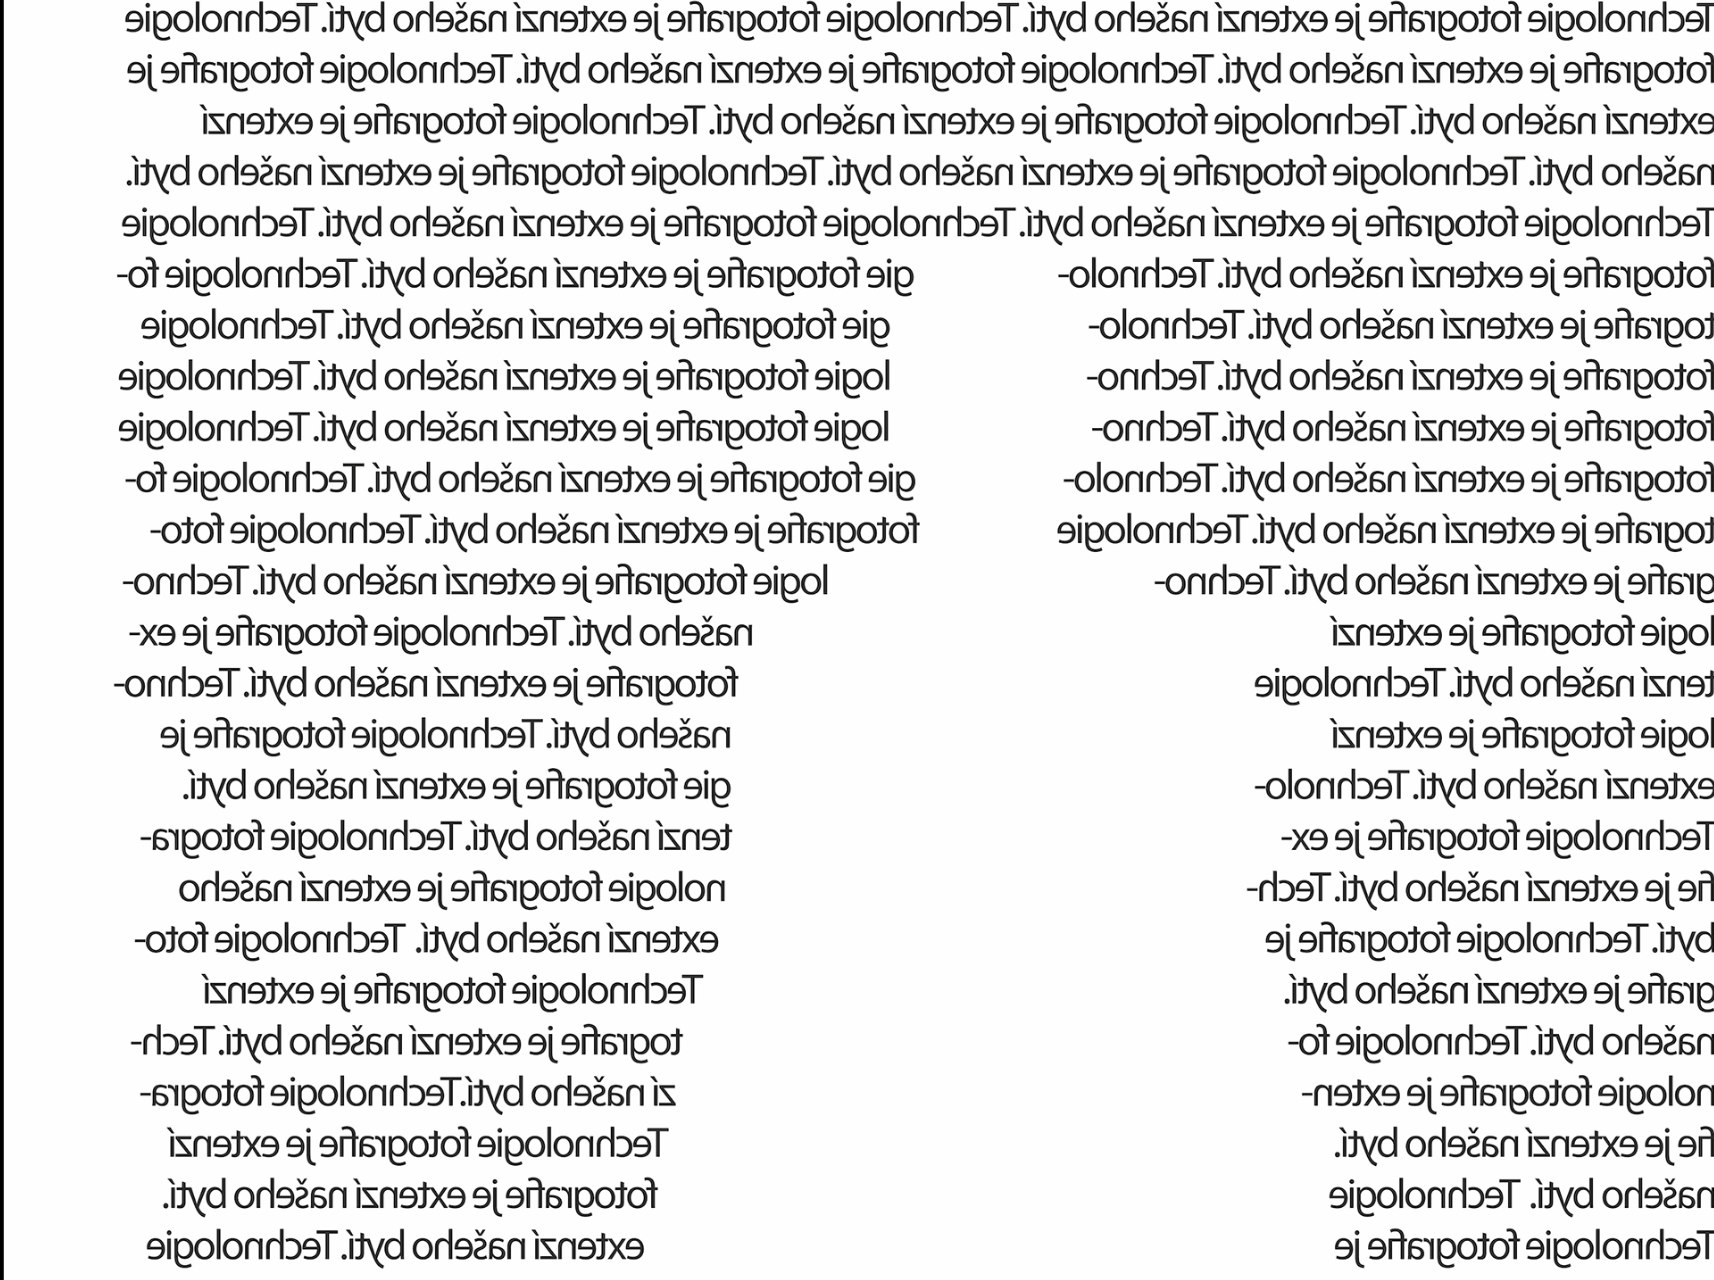 Technologie fotografie je extenzí našeho bytí.Technologie fotografie je extenzí našeho bytí.Technologie
fotografie je extenzí našeho bytí.Technologie fotografie je extenzí našeho bytí.Technologie fotografie je
extenzí našeho bytí.Technologie fotografie je extenzí našeho bytí.Technologie fotografie je extenzí
našeho bytí.Technologie fotografie je extenzí našeho bytí.Technologie fotografie je extenzí našeho bytí.
Technologie fotografie je extenzí našeho bytí.Technologie fotografie je extenzí našeho bytí.Technologie
fotografie je extenzí našeho bytí.Technolo- gie fotografie je extenzí našeho bytí.Technologie fo-
tografie je extenzí našeho bytí.Technolo- gie fotografie je extenzí našeho bytí.Technologie
fotografie je extenzí našeho bytí.Techno- logie fotografie je extenzí našeho bytí.Technologie
fotografie je extenzí našeho bytí.Techno- logie fotografie je extenzí našeho bytí.Technologie
fotografie je extenzí našeho bytí.Technolo- gie fotografie je extenzí našeho bytí.Technologie fo-
tografie je extenzí našeho bytí.Technologie fotografie je extenzí našeho bytí.Technologie foto-
grafie je extenzí našeho bytí.Techno- logie fotografie je extenzí našeho bytí.Techno-
logie fotografie je extenzí našeho bytí.Technologie fotografie je ex-
tenzí našeho bytí.Technologie fotografie je extenzí našeho bytí.Techno-
logie fotografie je extenzí našeho bytí.Technologie fotografie je
extenzí našeho bytí.Technolo- gie fotografie je extenzí našeho bytí.
Technologie fotografie je ex- tenzí našeho bytí.Technologie fotogra-
fie je extenzí našeho bytí.Tech- nologie fotografie je extenzí našeho
bytí.Technologie fotografie je extenzí našeho bytí. Technologie foto-
grafie je extenzí našeho bytí. Technologie fotografie je extenzí
našeho bytí.Technologie fo- tografie je extenzí našeho bytí.Tech-
nologie fotografie je exten- zí našeho bytí.Technologie fotogra-
fie je extenzí našeho bytí. Technologie fotografie je extenzí
našeho bytí. Technologie fotografie je extenzí našeho bytí.
Technologie fotografie je extenzí našeho bytí.Technologie